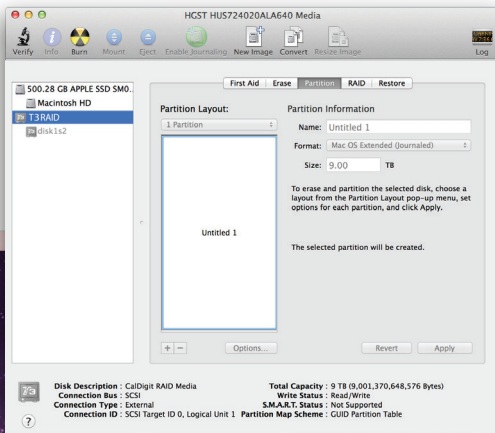 HGST HUS724020ALA640 Media
Verify Info Burn Mount Eject Enable Journaling New Image Convert Resize Image Log
500.28 GB APPLE SSD SM0...
Macintosh HD
T3 RAID
disk1s2
First Aid Erase Partition RAID Restore
Partition Layout:
1 Partition
Untitled 1
+ − Options...
Partition Information
Name: Untitled 1
Format: Mac OS Extended (Journaled)
Size: 9.00 TB
To erase and partition the selected disk, choose a
layout from the Partition Layout pop-up menu, set
options for each partition, and click Apply.
The selected partition will be created.
Revert Apply
Disk Description : CalDigit RAID Media
Connection Bus : SCSI
Connection Type : External
Connection ID : SCSI Target ID 0, Logical Unit 1
Total Capacity : 9 TB (9,001,370,648,576 Bytes)
Write Status : Read/Write
S.M.A.R.T. Status : Not Supported
Partition Map Scheme : GUID Partition Table
?